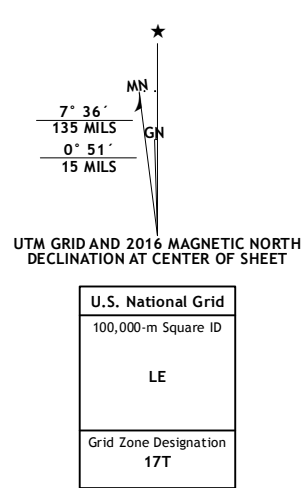 ★
MN
7° 36´
135 MILS
GN
0° 51´
15 MILS
UTM GRID AND 2016 MAGNETIC NORTH
DECLINATION AT CENTER OF SHEET
U.S. National Grid
100,000-m Square ID
LE
Grid Zone Designation
17T